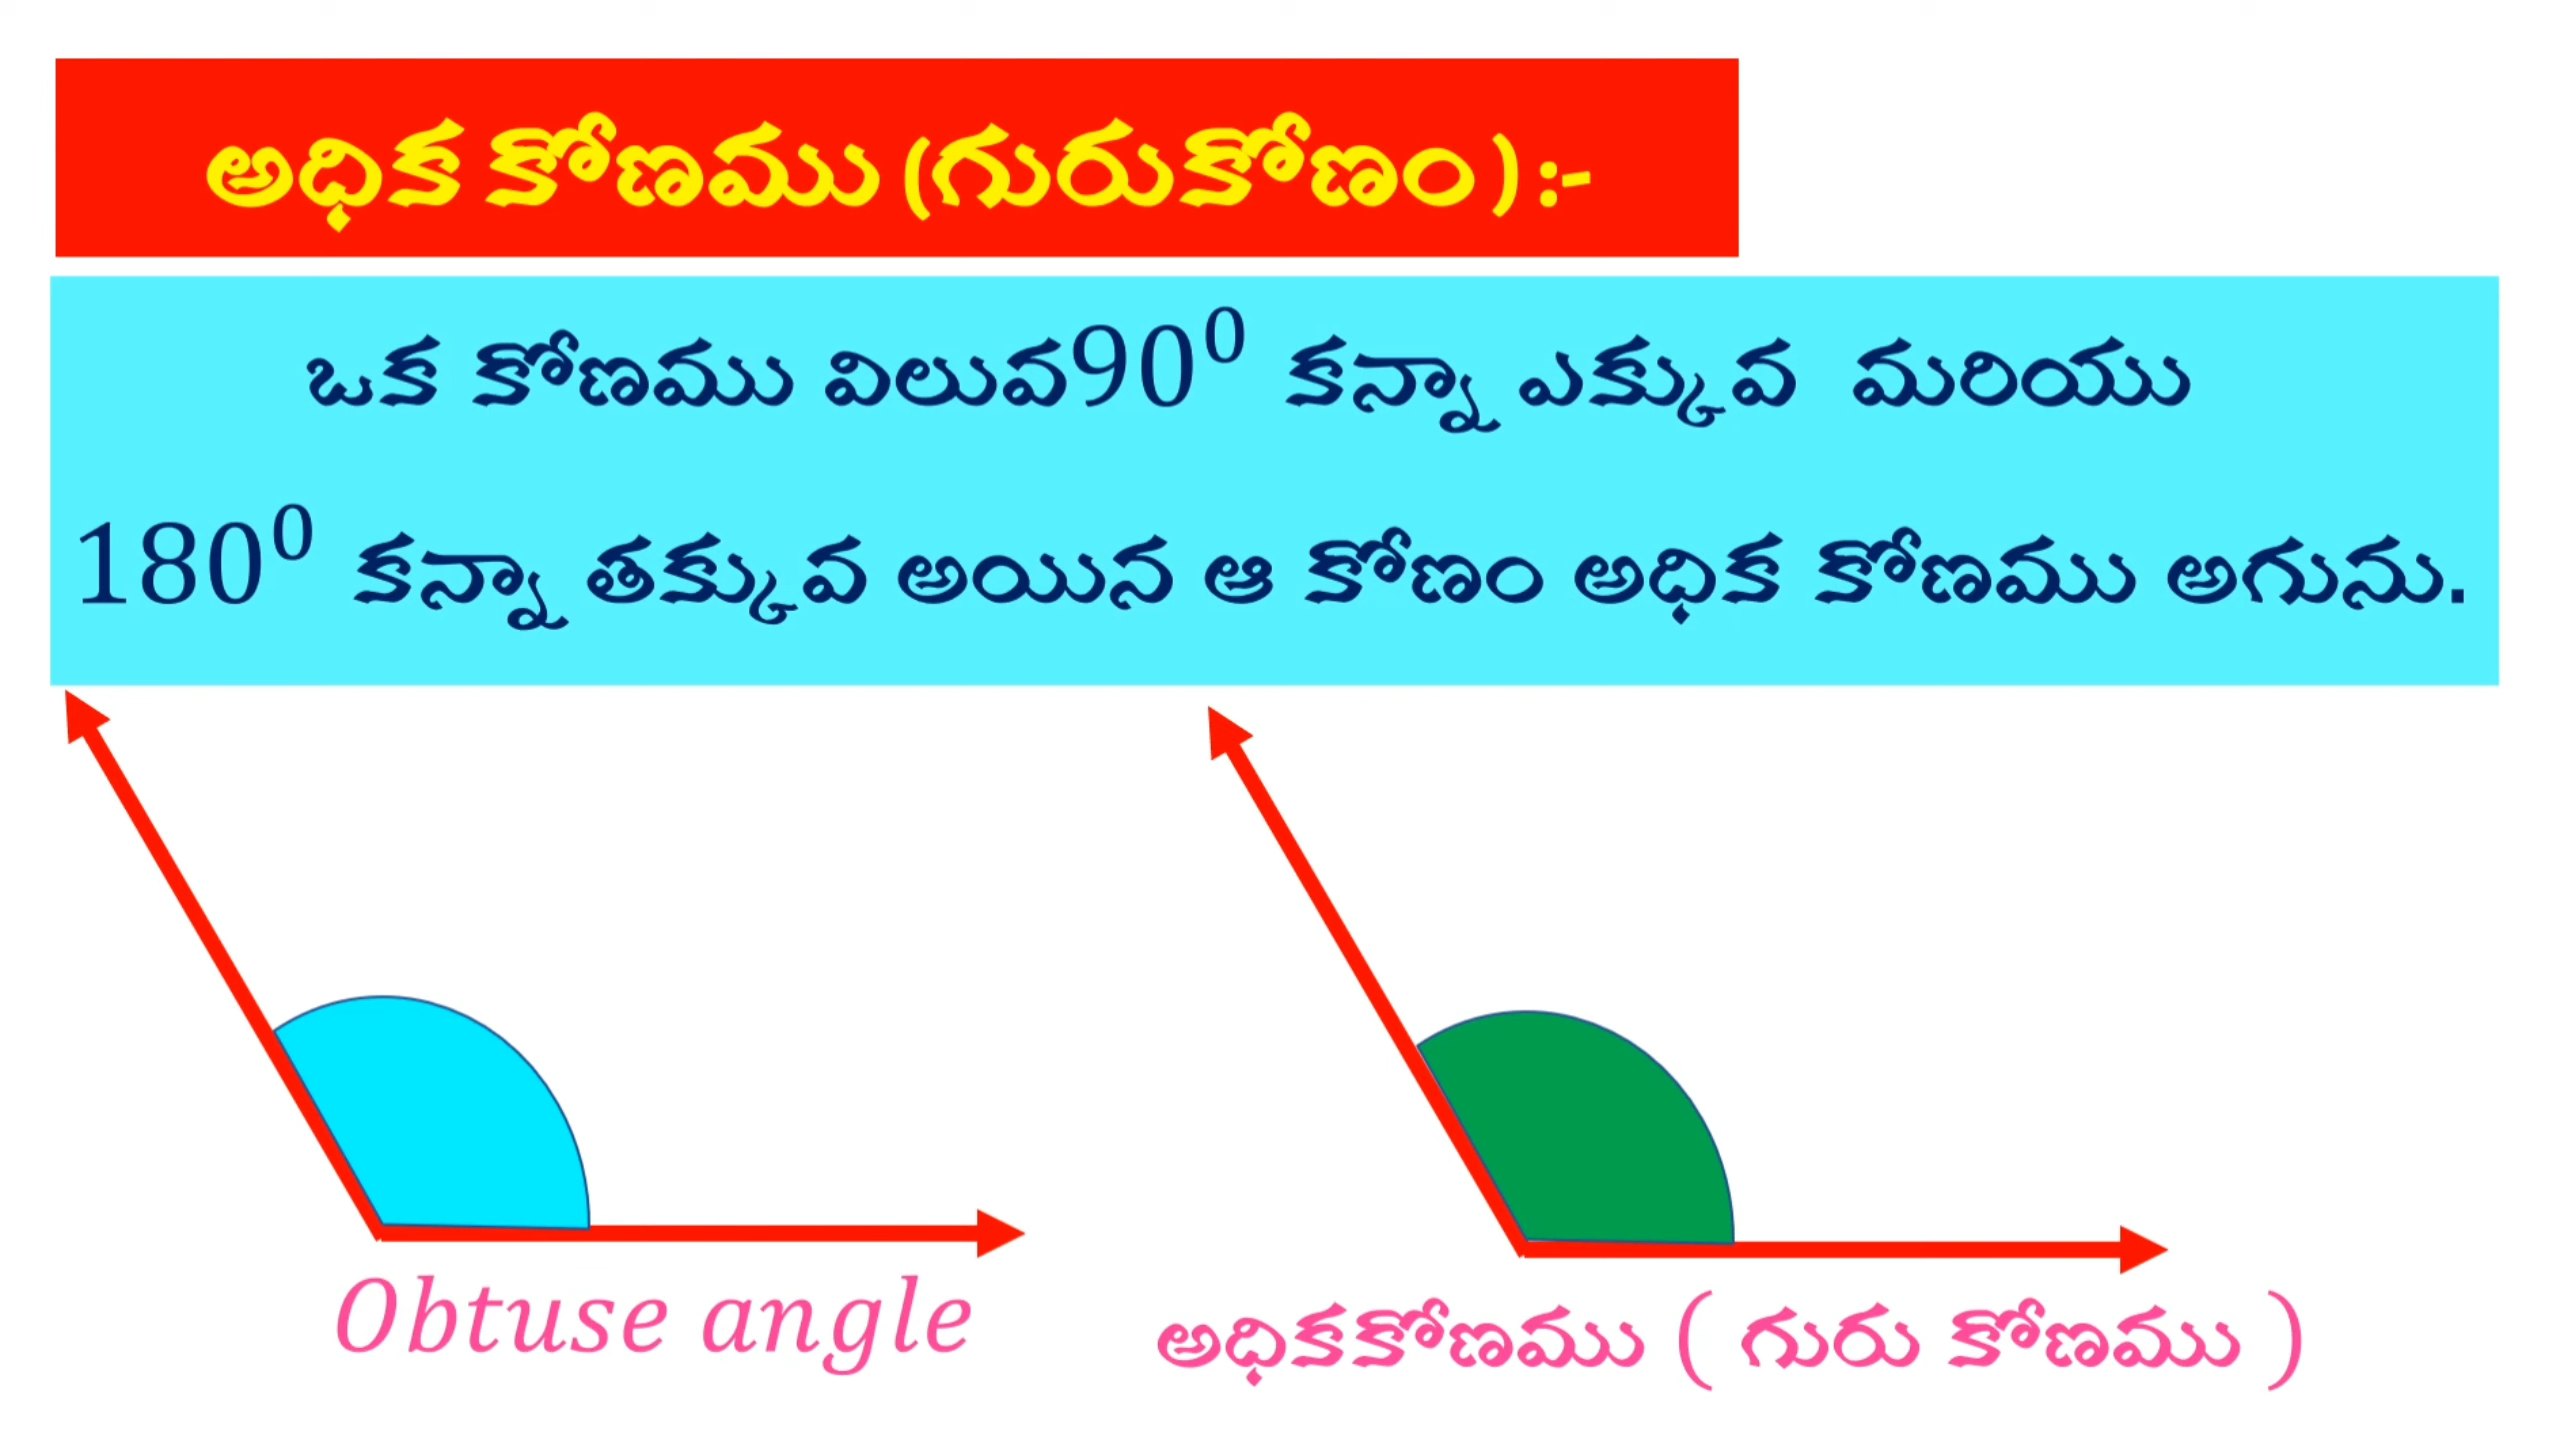 అధిక కోణము (గురుకోణం) :-
ఒక కోణము విలువ90⁰ కన్నా ఎక్కువ మరియు
180⁰ కన్నా తక్కువ అయిన ఆ కోణం అధిక కోణము అగును.
Obtuse angle
అధికకోణము ( గురు కోణము )